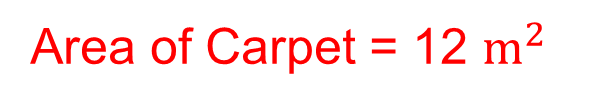 Area of Carpet = 12 m²